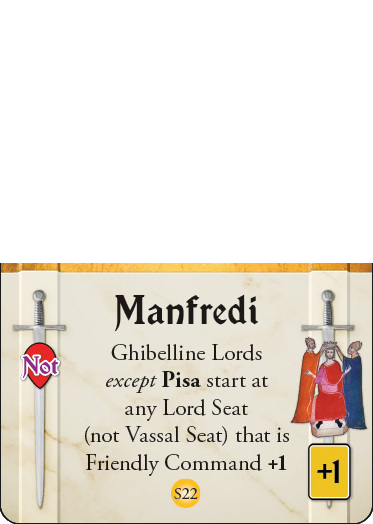 Manfredi
Not
Ghibelline Lords
except Pisa start at
any Lord Seat
(not Vassal Seat) that is
Friendly Command +1
+1
S22